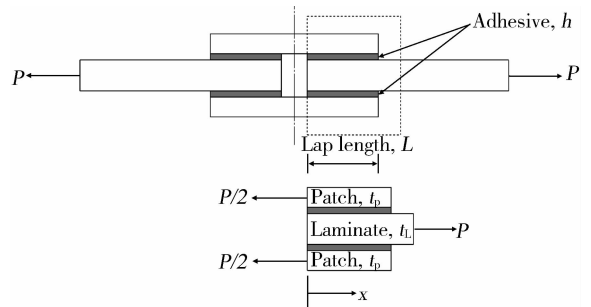 Adhesive, h
P
P
Lap length, L
P/2
Patch, tp
Laminate, tL
P
P/2
Patch, tp
x